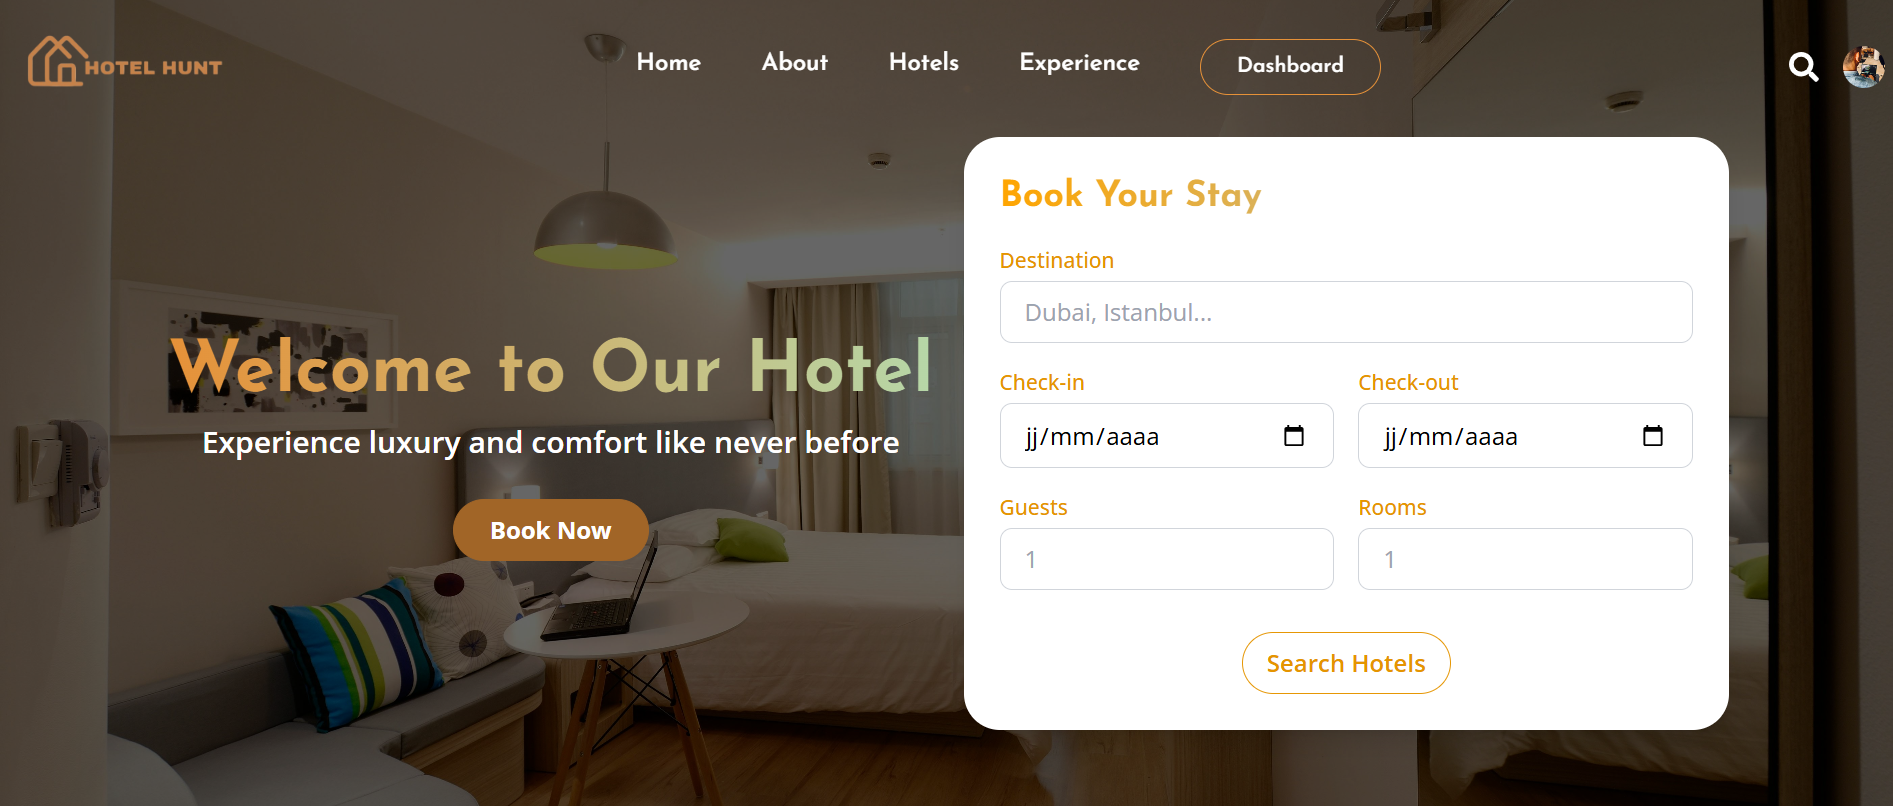 HOTEL HUNT
Home
About
Hotels
Experience
Dashboard
Welcome to Our Hotel
Experience luxury and comfort like never before
Book Now
Book Your Stay
Destination
Dubai, Istanbul...
Check-in
Check-out
jj/mm/aaaa
jj/mm/aaaa
Guests
Rooms
1
1
Search Hotels